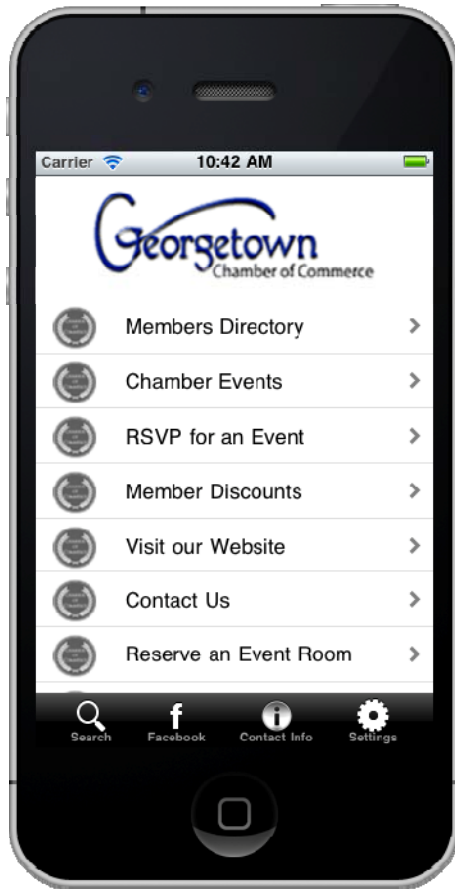 Carrier 10:42 AM
Georgetown
Chamber of Commerce
Members Directory
Chamber Events
RSVP for an Event
Member Discounts
Visit our Website
Contact Us
Reserve an Event Room
Search Facebook Contact Info Settings